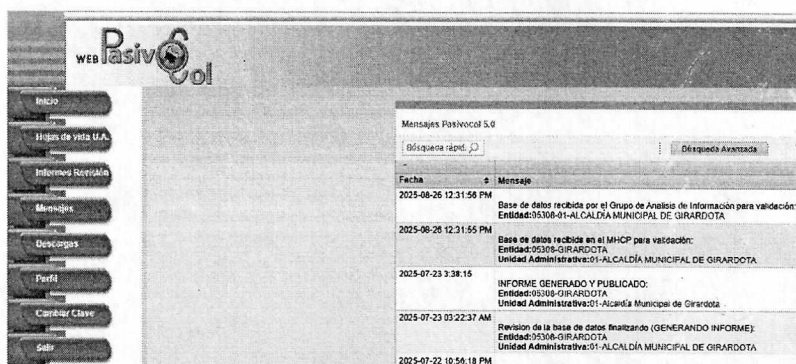 WEB PasivoCol
Inicio
Hojas de vida U.A.
Informes Revisión
Mensajes
Descargas
Perfil
Cambiar Clave
Salir
Mensajes Pasivocol 5.0
Búsqueda rápid.
Búsqueda Avanzada
Fecha Mensaje
2025-08-26 12:31:56 PM
Base de datos recibida por el Grupo de Analisis de Información para validación:
Entidad:05308-01-ALCALDÍA MUNICIPAL DE GIRARDOTA
2025-08-26 12:31:55 PM
Base de datos recibida en el MHCP para validación:
Entidad:05308-GIRARDOTA
Unidad Administrativa:01-ALCALDÍA MUNICIPAL DE GIRARDOTA
2025-07-23 3:38:15
INFORME GENERADO Y PUBLICADO:
Entidad:05308-GIRARDOTA
Unidad Administrativa:01-Alcaldía Municipal de Girardota
2025-07-23 03:22:37 AM
Revision de la base de datos finalizando (GENERANDO INFORME):
Entidad:05308-GIRARDOTA
Unidad Administrativa:01-ALCALDÍA MUNICIPAL DE GIRARDOTA
2025-07-22 10:56:18 PM